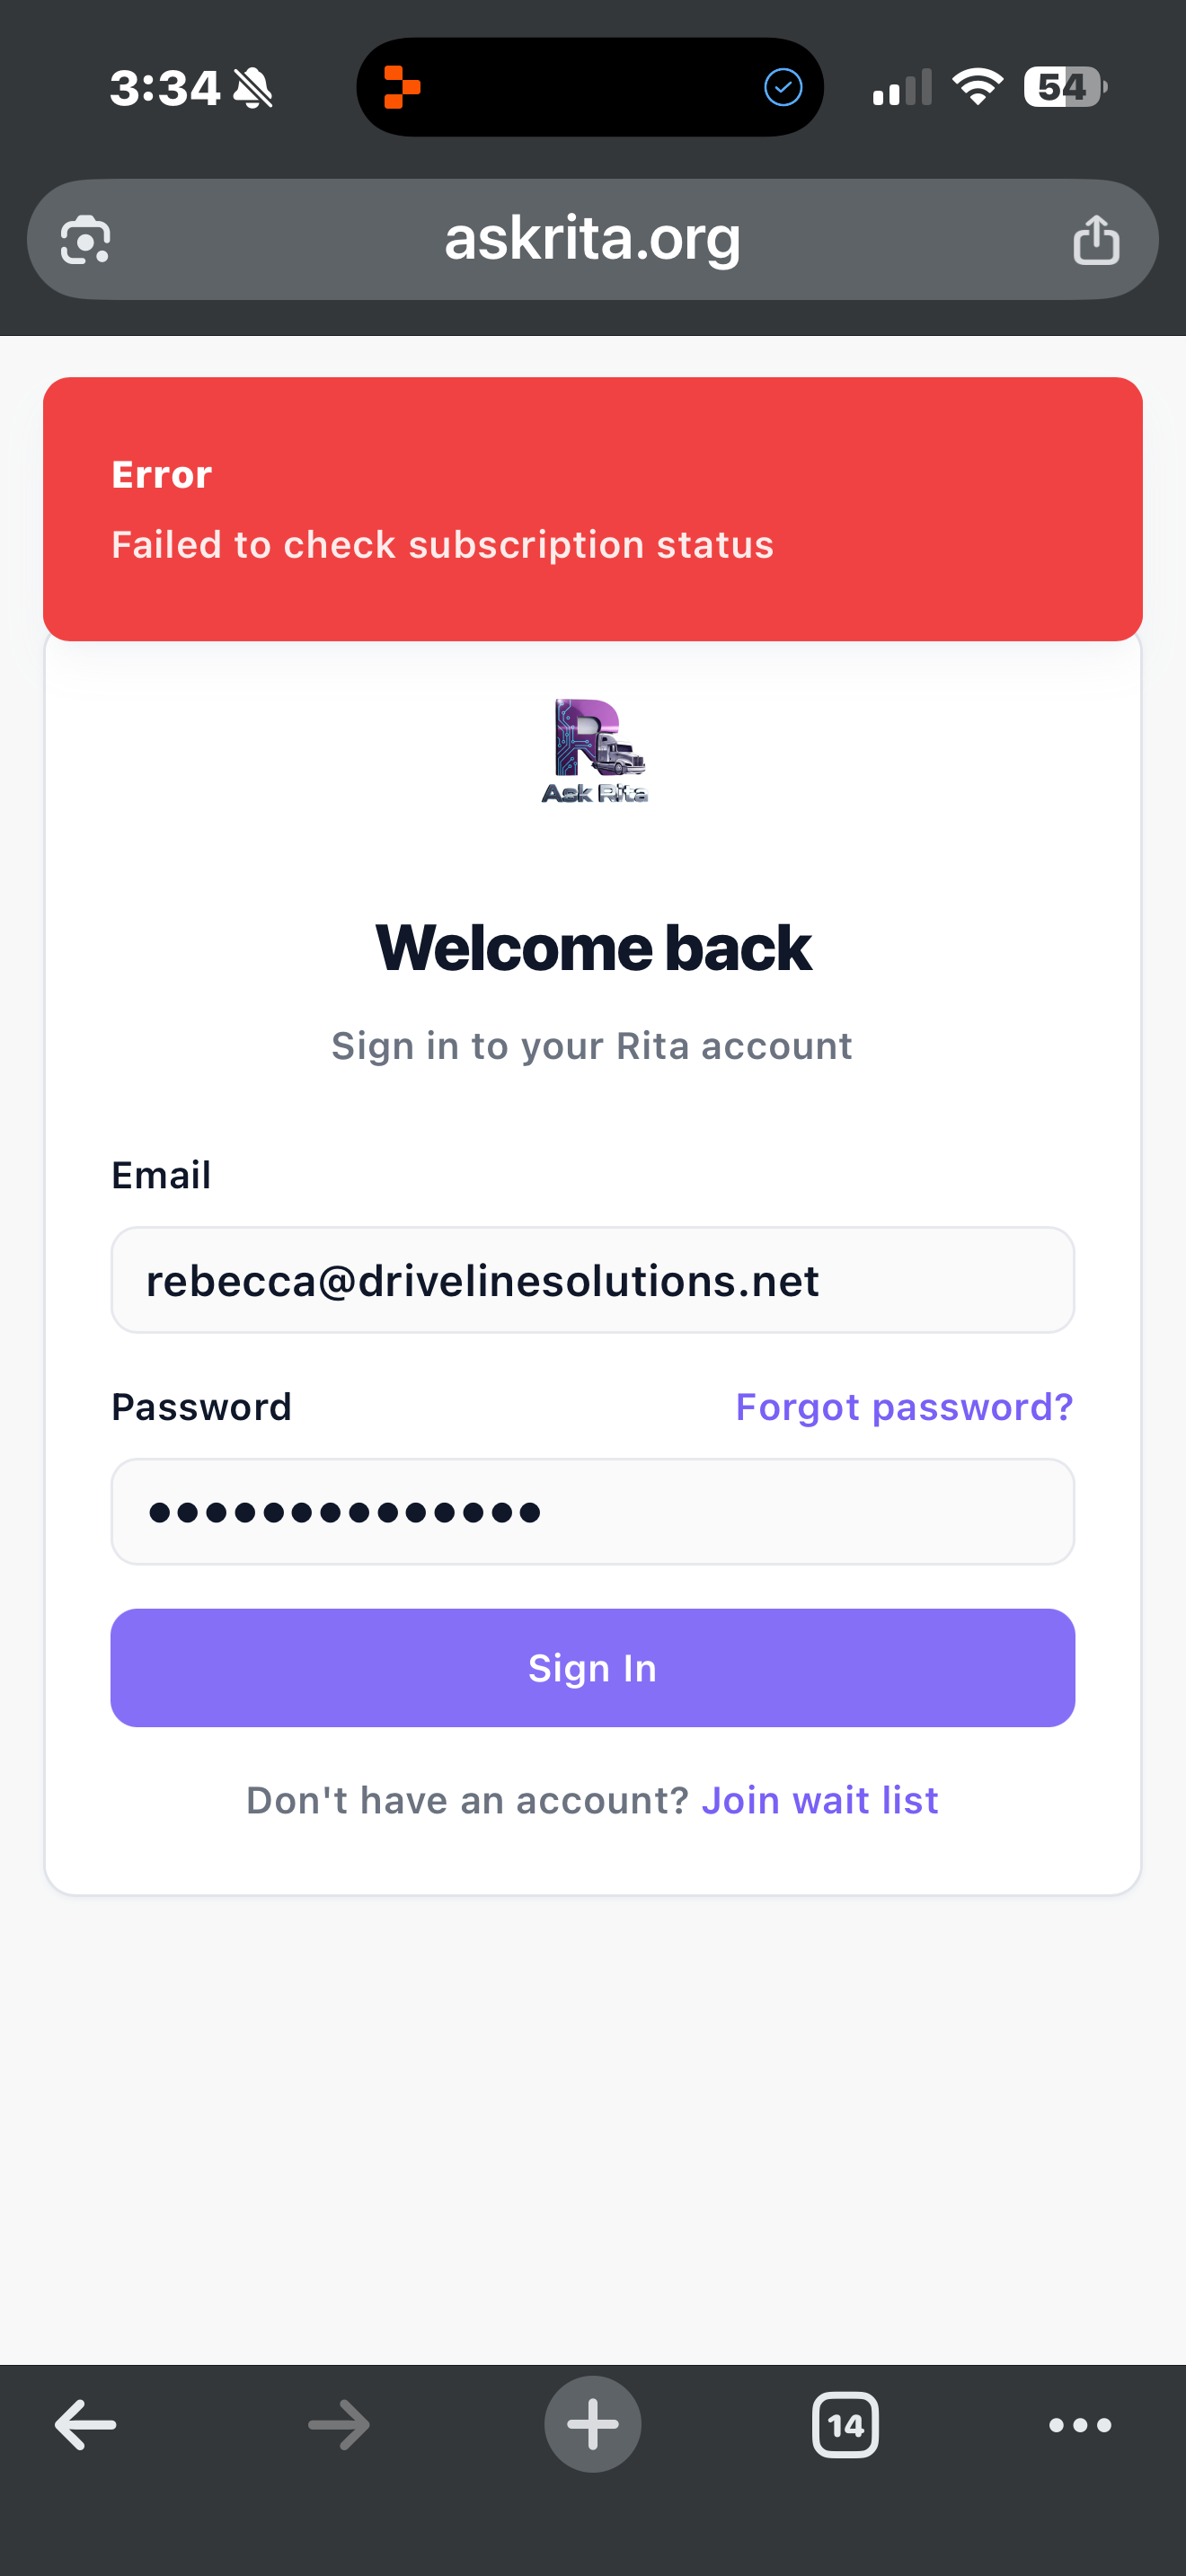 3:34
54
askrita.org
Error
Failed to check subscription status
Ask Rita
Welcome back
Sign in to your Rita account
Email
rebecca@drivelinesolutions.net
Password Forgot password?
Sign In
Don't have an account? Join wait list
14